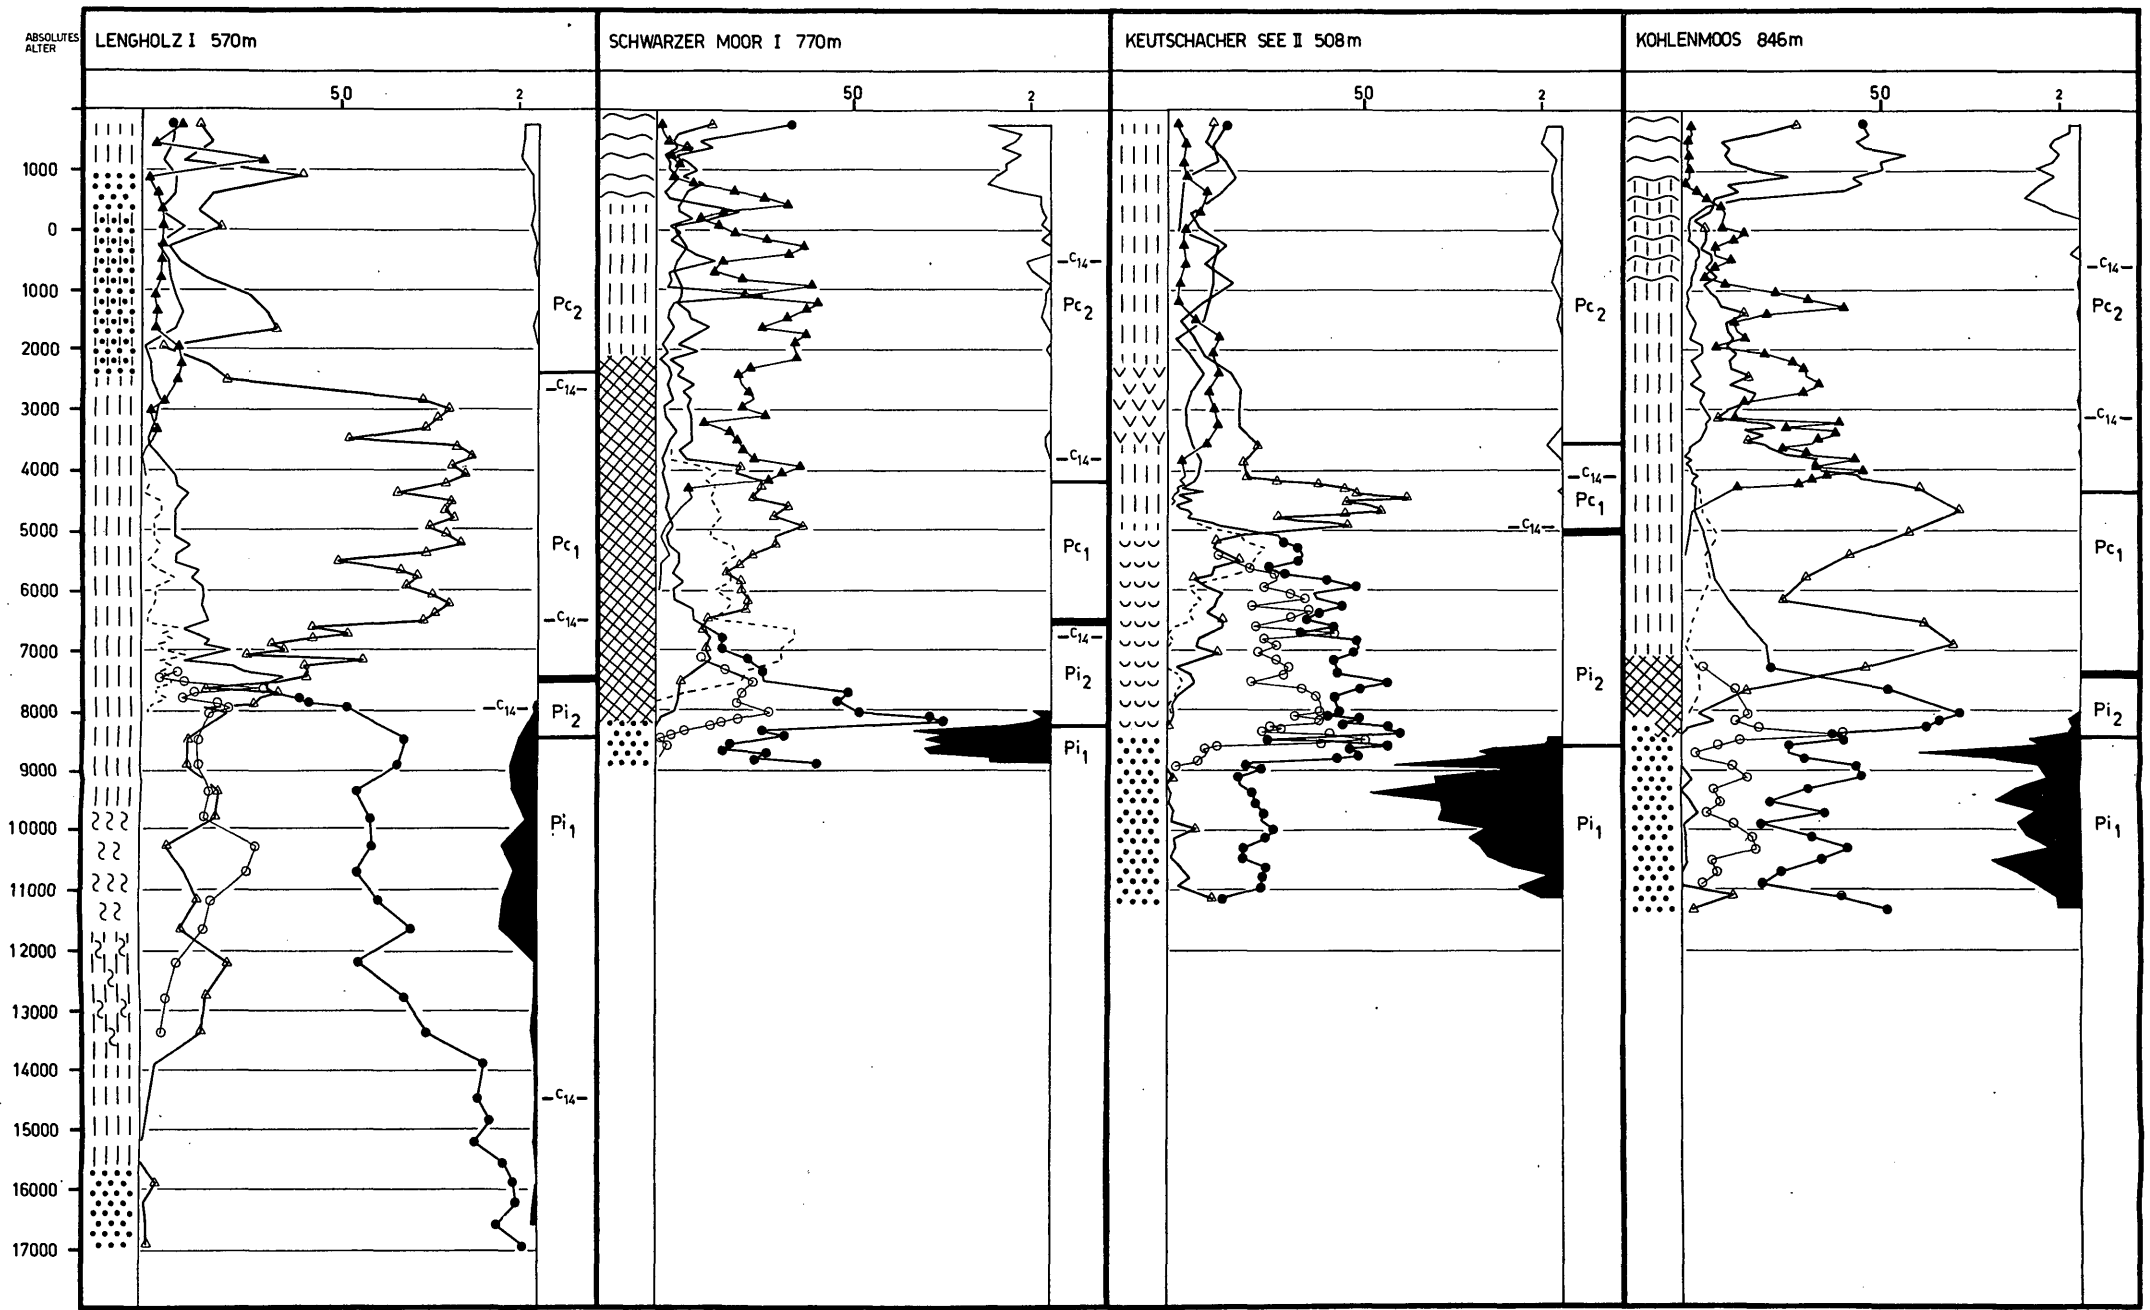 ABSOLUTES
ALTER
LENGHOLZ I 570m
SCHWARZER MOOR I 770m
KEUTSCHACHER SEE II 508m
KOHLENMOOS 846m
50 2 50 2 50 2 50 2
1000
0
1000
2000
3000
4000
5000
6000
7000
8000
9000
10000
11000
12000
13000
14000
15000
16000
17000
Pc2
C14
Pc1
C14
Pi2
C14
Pi1
C14
C14
Pc2
C14
Pc1
C14
Pi2
Pi1
Pc2
C14
Pc1
C14
Pi2
Pi1
C14
Pc2
C14
Pc1
Pi2
Pi1